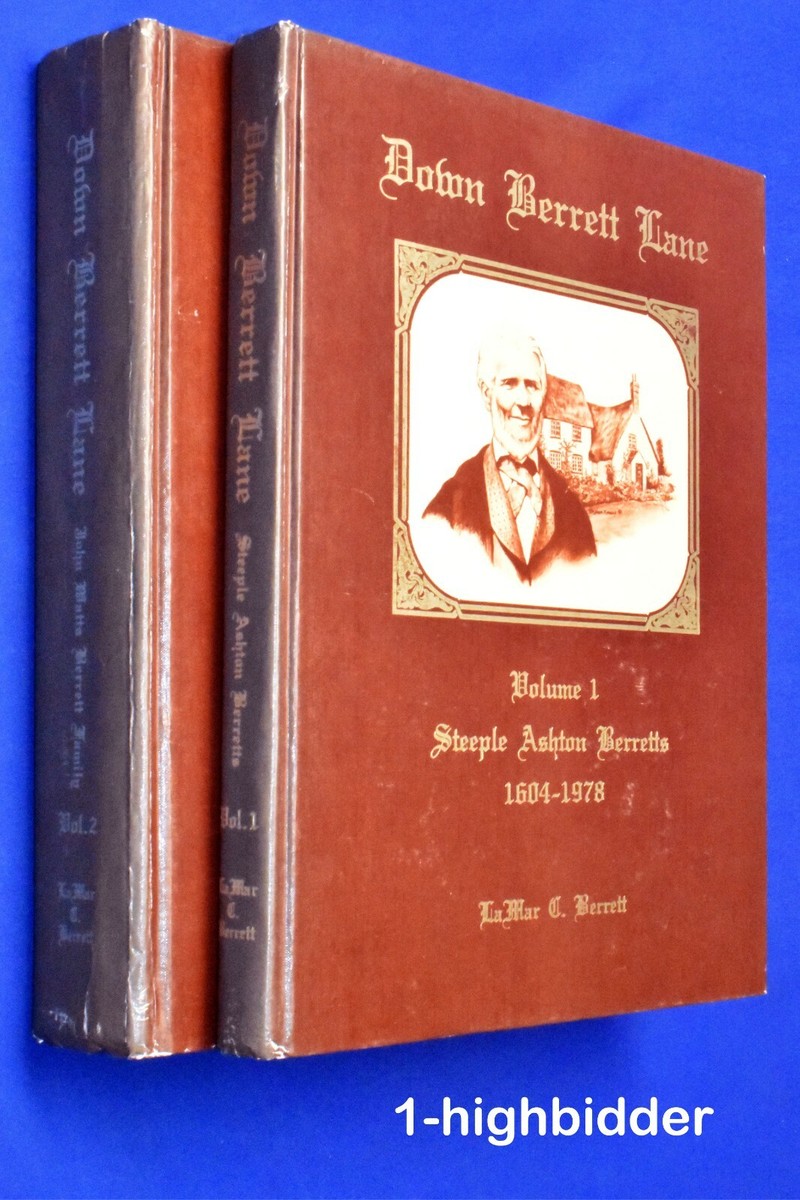 Down Berrett Lane
John Watts Berrett Family
Vol.2
LaMar
C.
Berrett
Down Berrett Lane
Steeple Ashton Berretts
Vol.1
LaMar
C.
Berrett
Down Berrett Lane
Volume 1
Steeple Ashton Berretts
1604-1978
LaMar C. Berrett
1-highbidder